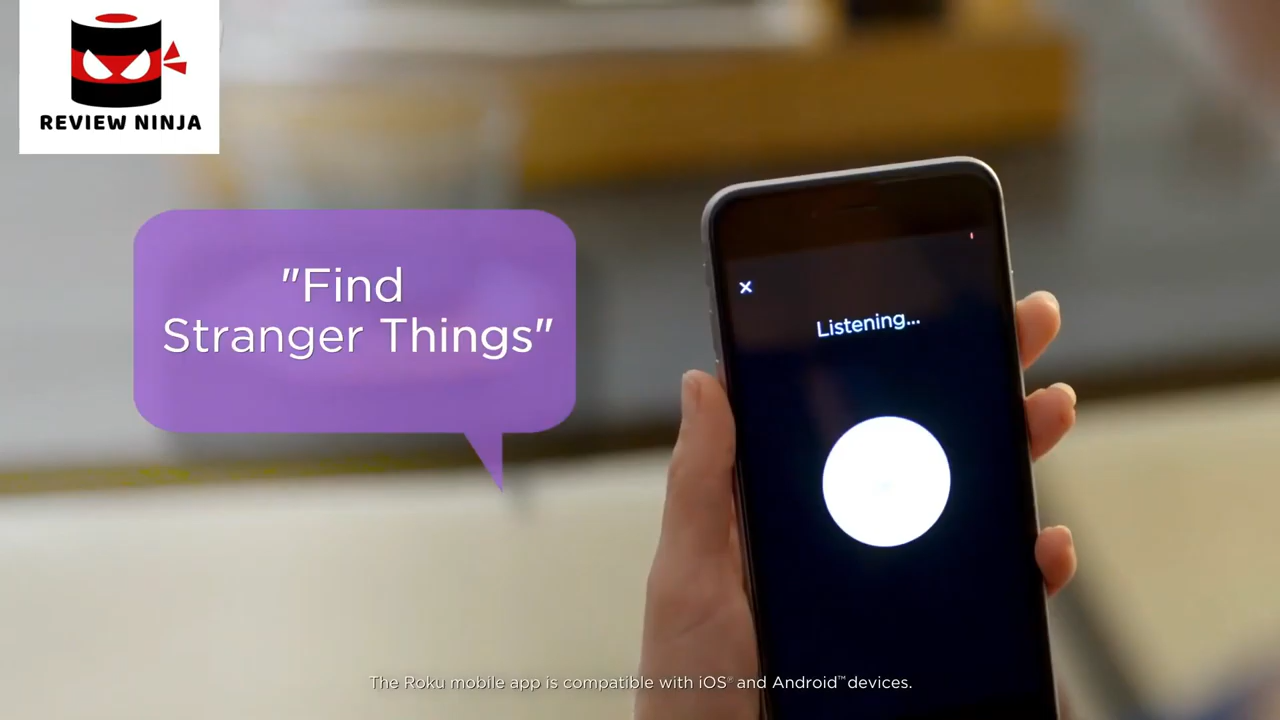 REVIEW NINJA
"Find
Stranger Things"
Listening...
The Roku mobile app is compatible with iOS® and Android™ devices.